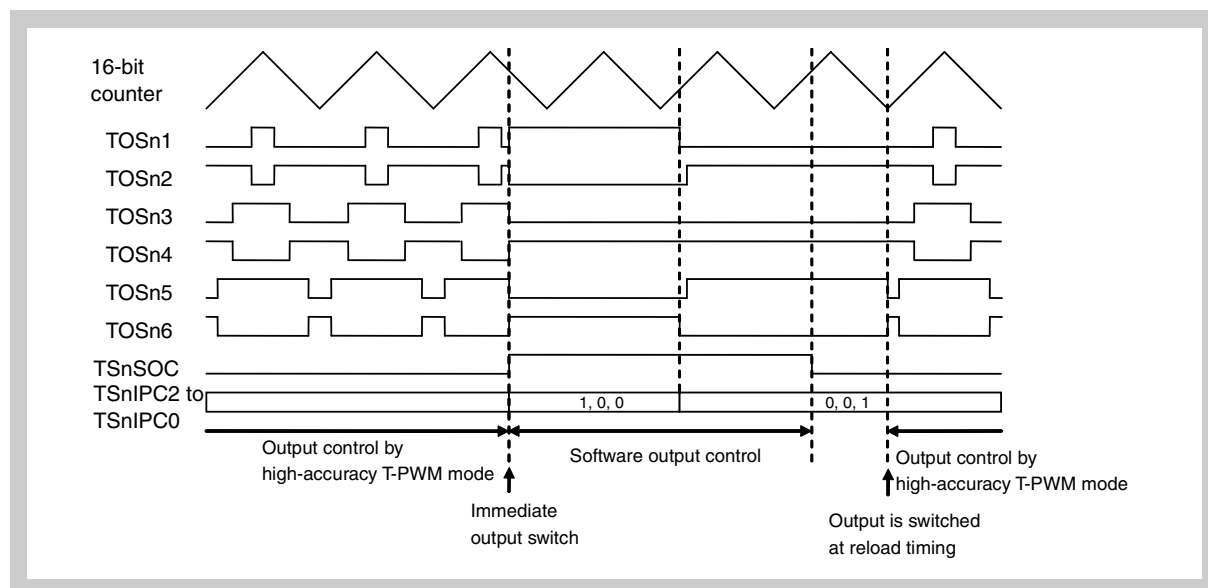 16-bit
counter
TOSn1
TOSn2
TOSn3
TOSn4
TOSn5
TOSn6
TSnSOC
TSnIPC2 to
TSnIPC0
1, 0, 0
0, 0, 1
Output control by
high-accuracy T-PWM mode
Software output control
Output control by
high-accuracy T-PWM mode
Immediate
output switch
Output is switched
at reload timing